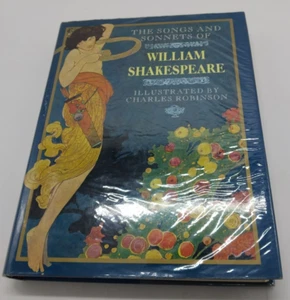 THE SONGS AND
SONNETS OF
WILLIAM
SHAKESPEARE
ILLUSTRATED BY
CHARLES ROBINSON